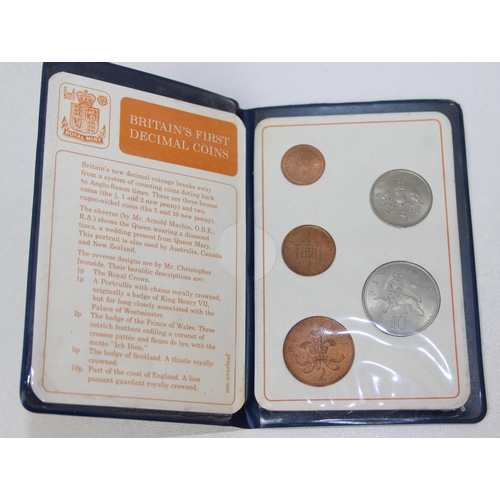 ROYAL MINT
BRITAIN'S FIRST
DECIMAL COINS
Britain's new decimal coinage breaks away
from a system of counting coins dating back
to Anglo-Saxon times. There are three bronze
coins (the ½, 1 and 2 new penny) and two
cupro-nickel coins (the 5 and 10 new penny).
The obverse (by Mr. Arnold Machin, O.B.E.,
R.A.) shows the Queen wearing a diamond
tiara, a wedding present from Queen Mary.
This portrait is also used by Australia, Canada
and New Zealand.
The reverse designs are by Mr. Christopher
Ironside. Their heraldic descriptions are:
½p The Royal Crown.
1p A Portcullis with chains royally crowned,
originally a badge of King Henry VII,
but for long closely associated with the
Palace of Westminster.
2p The badge of the Prince of Wales. Three
ostrich feathers enfiling a coronet of
crosses pattée and fleurs de lys, with the
motto "Ich Dien."
5p The badge of Scotland. A thistle royally
crowned.
10p Part of the crest of England. A lion
passant guardant royally crowned.
see overleaf
5
1
10
2